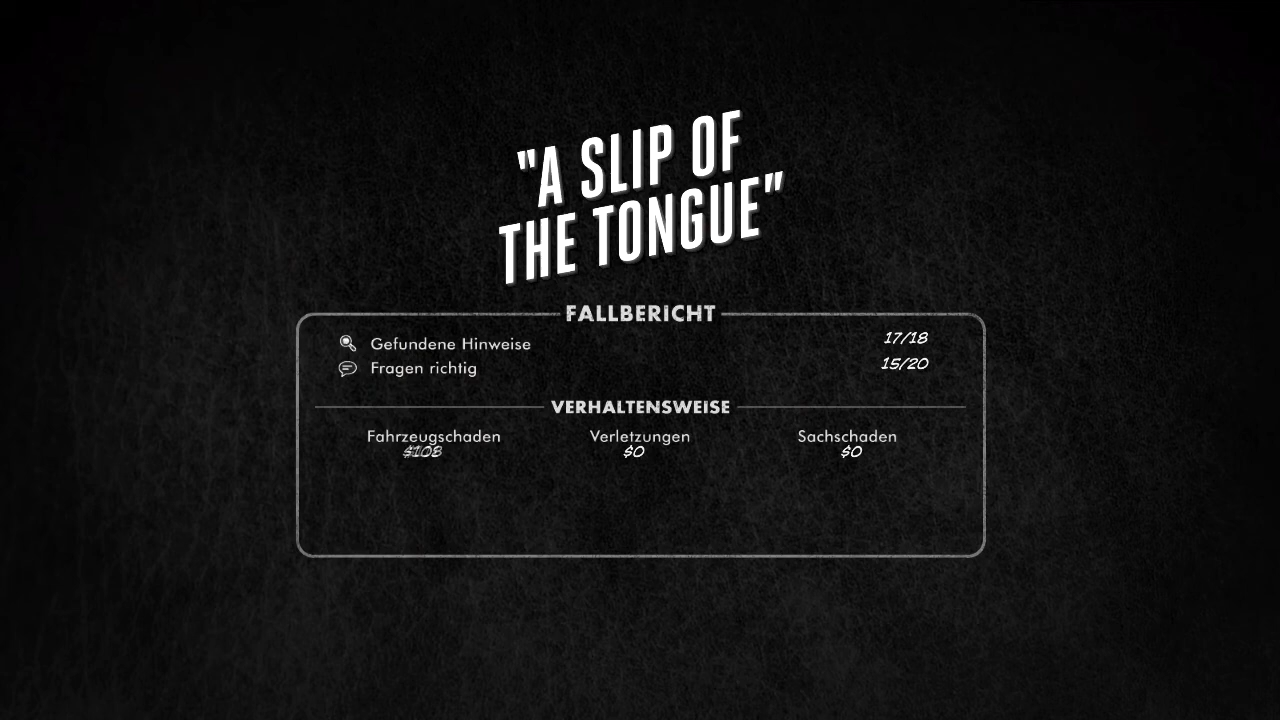 "A SLIP OF
THE TONGUE"
FALLBERICHT
Gefundene Hinweise 17/18
Fragen richtig 15/20
VERHALTENSWEISE
Fahrzeugschaden Verletzungen Sachschaden
$0 $0